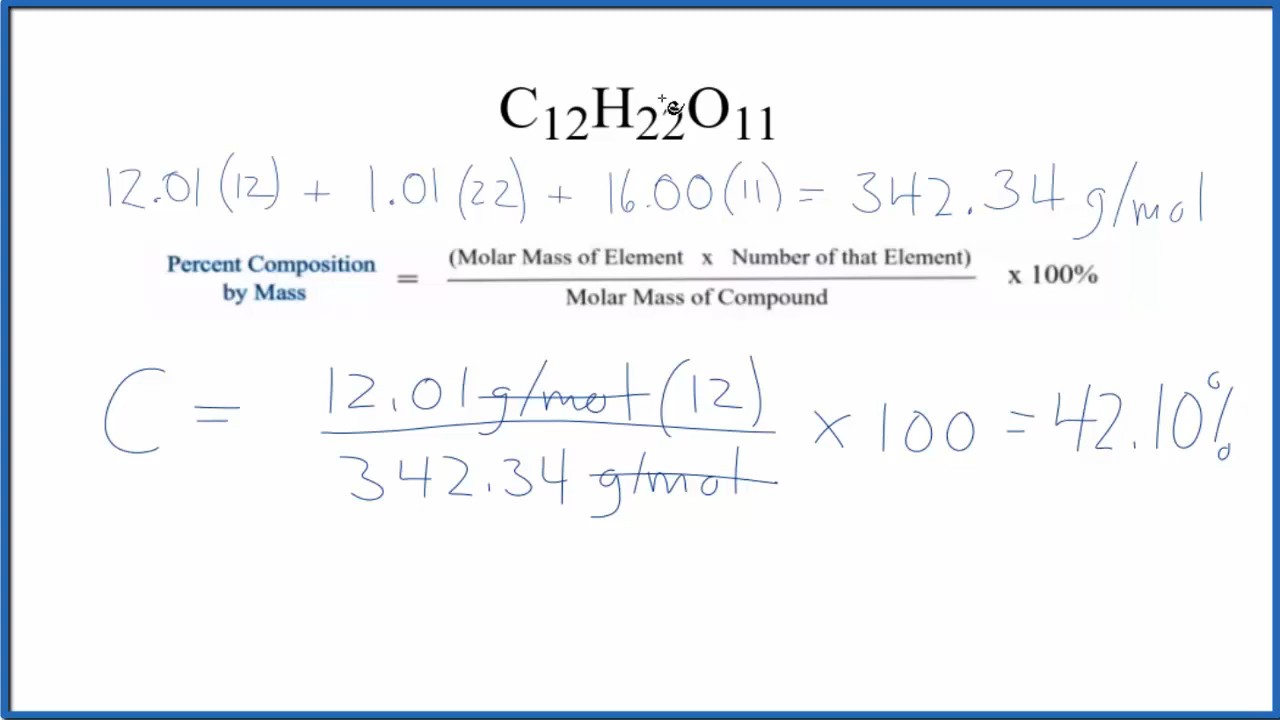 C₁₂H₂₂O₁₁
12.01(12) + 1.01(22) + 16.00(11) = 342.34 g/mol
Percent Composition by Mass = (Molar Mass of Element x Number of that Element) / Molar Mass of Compound x 100%
C = 12.01 g/mol (12) / 342.34 g/mol × 100 = 42.10%